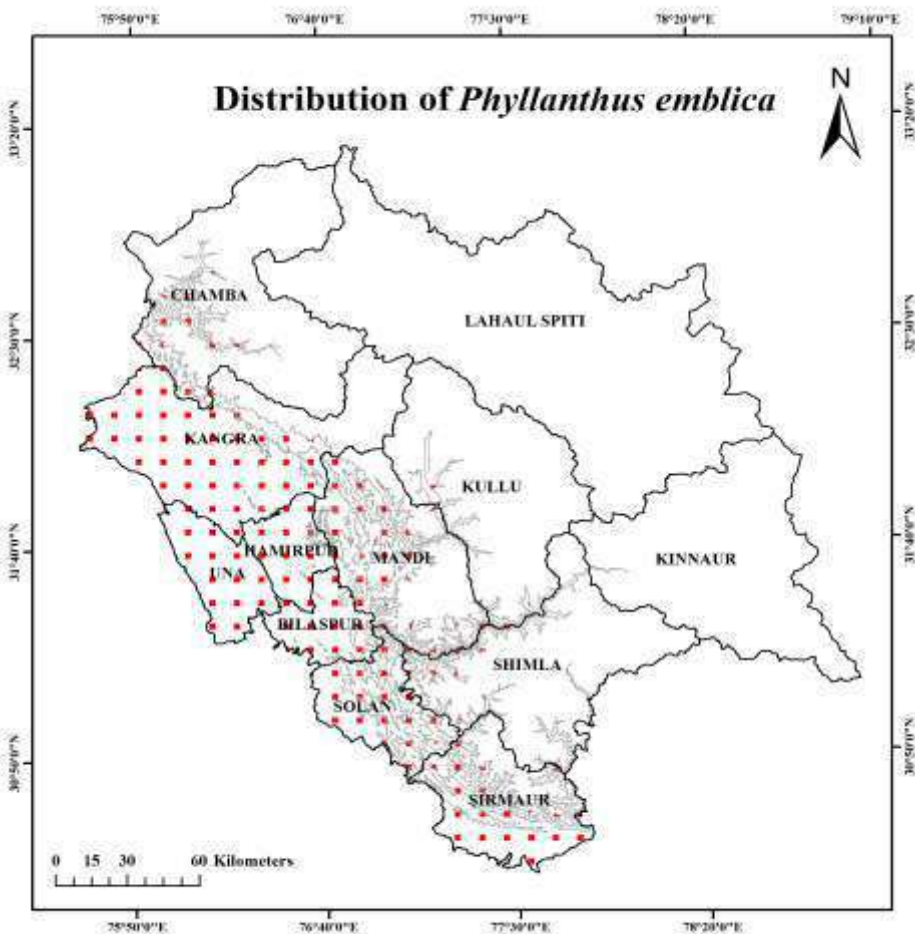 75°50'0"E 76°40'0"E 77°30'0"E 78°20'0"E 79°10'0"E
N
Distribution of Phyllanthus emblica
33°20'0"N
CHAMBA
LAHAUL SPITI
32°30'0"N
KANGRA
KULLU
31°40'0"N
HAMIRPUR
MANDI
KINNAUR
UNA
BILASPUR
SHIMLA
SOLAN
30°50'0"N
SIRMAUR
0 15 30 60 Kilometers
75°50'0"E 76°40'0"E 77°30'0"E 78°20'0"E